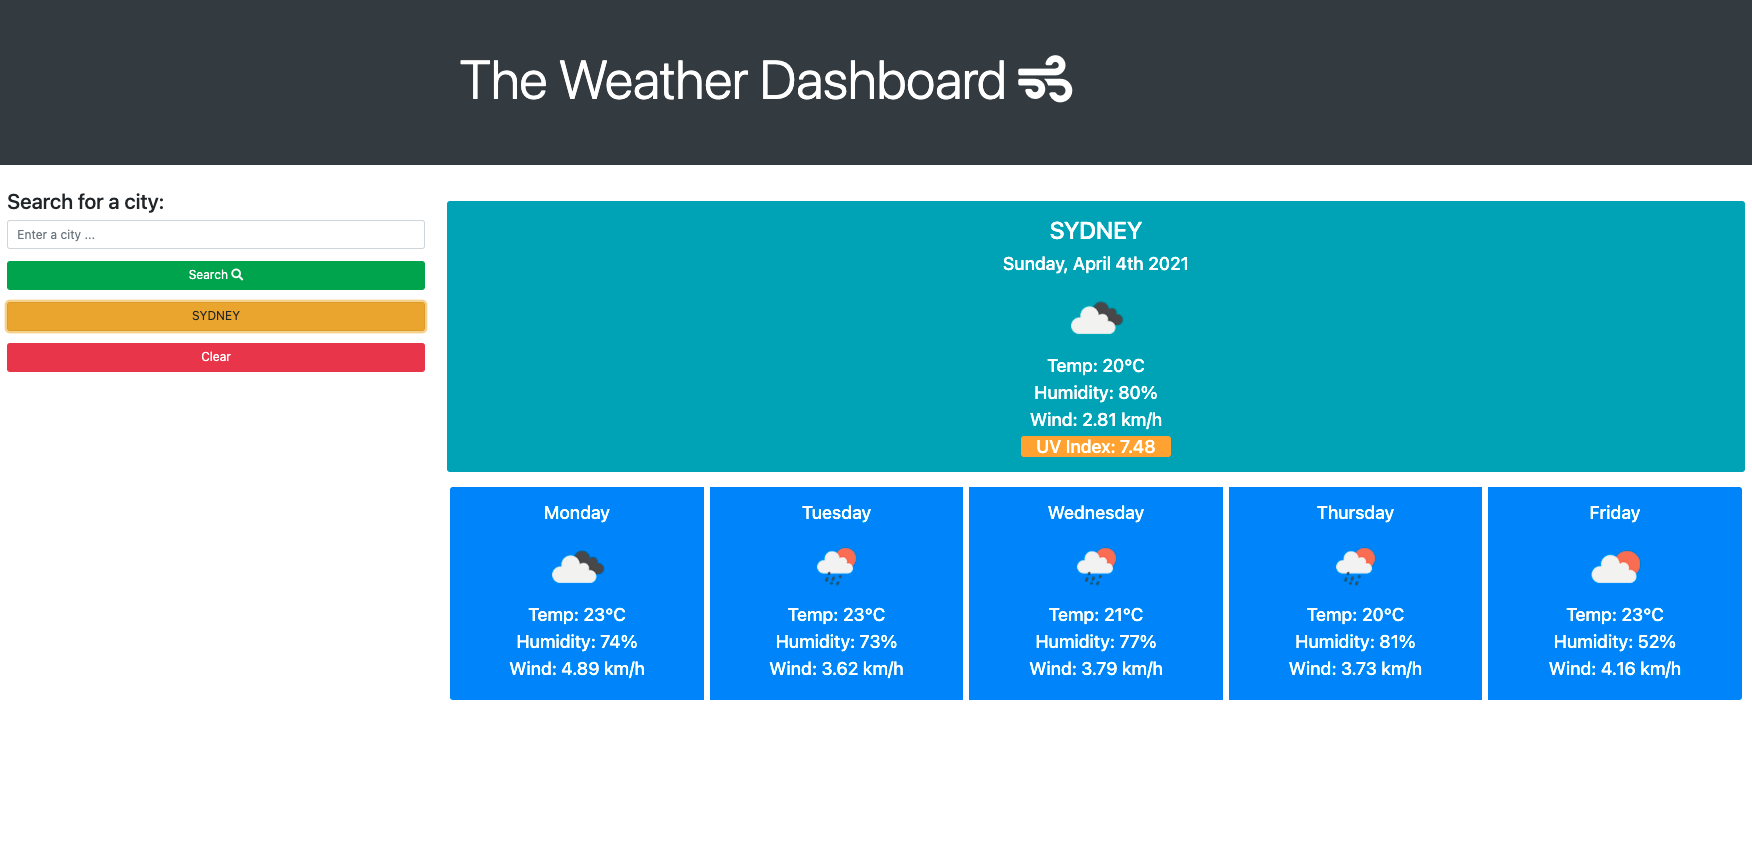 The Weather Dashboard
Search for a city:
Enter a city ...
Search
SYDNEY
Clear
SYDNEY
Sunday, April 4th 2021
Temp: 20°C
Humidity: 80%
Wind: 2.81 km/h
UV Index: 7.48
Monday
Temp: 23°C
Humidity: 74%
Wind: 4.89 km/h
Tuesday
Temp: 23°C
Humidity: 73%
Wind: 3.62 km/h
Wednesday
Temp: 21°C
Humidity: 77%
Wind: 3.79 km/h
Thursday
Temp: 20°C
Humidity: 81%
Wind: 3.73 km/h
Friday
Temp: 23°C
Humidity: 52%
Wind: 4.16 km/h